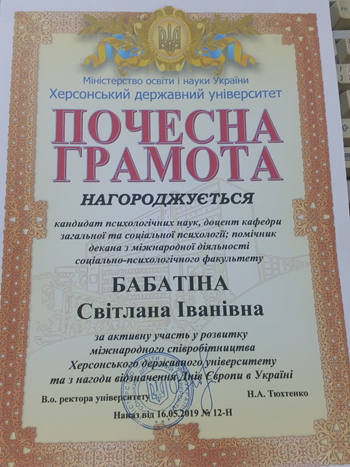 Міністерство освіти і науки України
Херсонський державний університет
ПОЧЕСНА
ГРАМОТА
НАГОРОДЖУЄТЬСЯ
кандидат психологічних наук, доцент кафедри
загальної та соціальної психології; помічник
декана з міжнародної діяльності
соціально-психологічного факультету
БАБАТІНА
Світлана Іванівна
за активну участь у розвитку
міжнародного співробітництва
Херсонського державного університету
та з нагоди відзначення Днів Європи в Україні
В.о. ректора університету Н.А. Тюхтенко
Наказ від 16.05.2019 № 12-Н